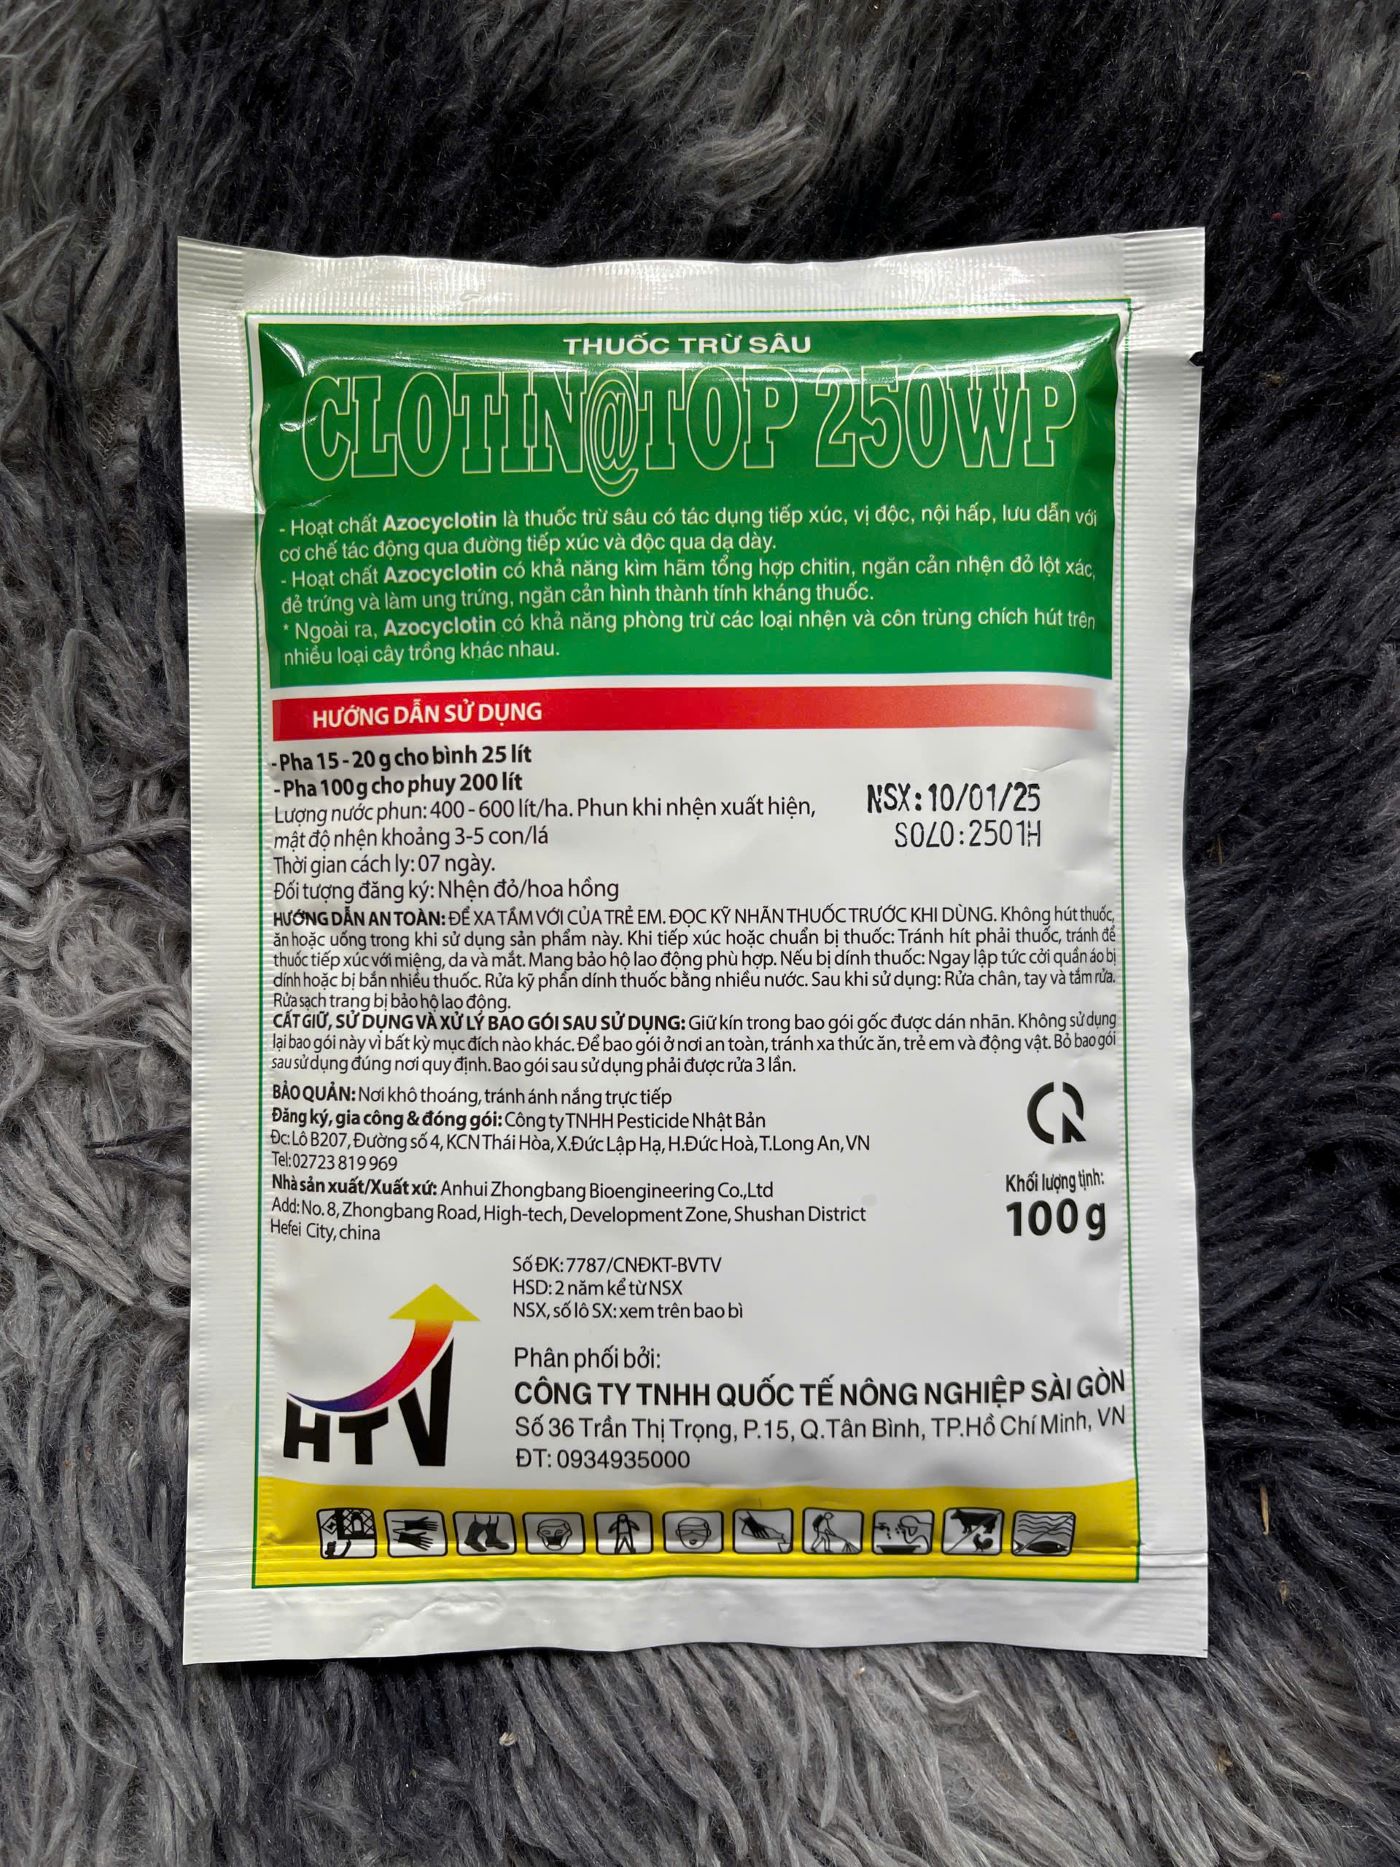 THUỐC TRỪ SÂU
CLOTIN@TOP 250WP
- Hoạt chất Azocyclotin là thuốc trừ sâu có tác dụng tiếp xúc, vị độc, nội hấp, lưu dẫn với
cơ chế tác động qua đường tiếp xúc và độc qua dạ dày.
- Hoạt chất Azocyclotin có khả năng kìm hãm tổng hợp chitin, ngăn cản nhện đỏ lột xác,
đẻ trứng và làm ung trứng, ngăn cản hình thành tính kháng thuốc.
* Ngoài ra, Azocyclotin có khả năng phòng trừ các loại nhện và côn trùng chích hút trên
nhiều loại cây trồng khác nhau.
HƯỚNG DẪN SỬ DỤNG
- Pha 15 - 20 g cho bình 25 lít
- Pha 100g cho phuy 200 lít
Lượng nước phun: 400 - 600 lít/ha. Phun khi nhện xuất hiện,
mật độ nhện khoảng 3-5 con/lá
Thời gian cách ly: 07 ngày.
Đối tượng đăng ký: Nhện đỏ/hoa hồng
NSX: 10/01/25
SOLO: 2501H
HƯỚNG DẪN AN TOÀN: ĐỂ XA TẦM VỚI CỦA TRẺ EM. ĐỌC KỸ NHÃN THUỐC TRƯỚC KHI DÙNG. Không hút thuốc,
ăn hoặc uống trong khi sử dụng sản phẩm này. Khi tiếp xúc hoặc chuẩn bị thuốc: Tránh hít phải thuốc, tránh để
thuốc tiếp xúc với miệng, da và mắt. Mang bảo hộ lao động phù hợp. Nếu bị dính thuốc: Ngay lập tức cởi quần áo bị
dính hoặc bị bắn nhiều thuốc. Rửa kỹ phần dính thuốc bằng nhiều nước. Sau khi sử dụng: Rửa chân, tay và tắm rửa.
Rửa sạch trang bị bảo hộ lao động.
CẤT GIỮ, SỬ DỤNG VÀ XỬ LÝ BAO GÓI SAU SỬ DỤNG: Giữ kín trong bao gói gốc được dán nhãn. Không sử dụng
lại bao gói này vì bất kỳ mục đích nào khác. Để bao gói ở nơi an toàn, tránh xa thức ăn, trẻ em và động vật. Bỏ bao gói
sau sử dụng đúng nơi quy định. Bao gói sau sử dụng phải được rửa 3 lần.
BẢO QUẢN: Nơi khô thoáng, tránh ánh nắng trực tiếp
Đăng ký, gia công & đóng gói: Công ty TNHH Pesticide Nhật Bản
Đc: Lô B207, Đường số 4, KCN Thái Hòa, X.Đức Lập Hạ, H.Đức Hoà, T.Long An, VN
Tel: 02723 819 969
Nhà sản xuất/Xuất xứ: Anhui Zhongbang Bioengineering Co.,Ltd
Add: No. 8, Zhongbang Road, High-tech, Development Zone, Shushan District
Hefei City, china
Khối lượng tịnh:
100 g
Số ĐK: 7787/CNĐKT-BVTV
HSD: 2 năm kể từ NSX
NSX, số lô SX: xem trên bao bì
HTV
Phân phối bởi:
CÔNG TY TNHH QUỐC TẾ NÔNG NGHIỆP SÀI GÒN
Số 36 Trần Thị Trọng, P.15, Q.Tân Bình, TP.Hồ Chí Minh, VN
ĐT: 0934935000